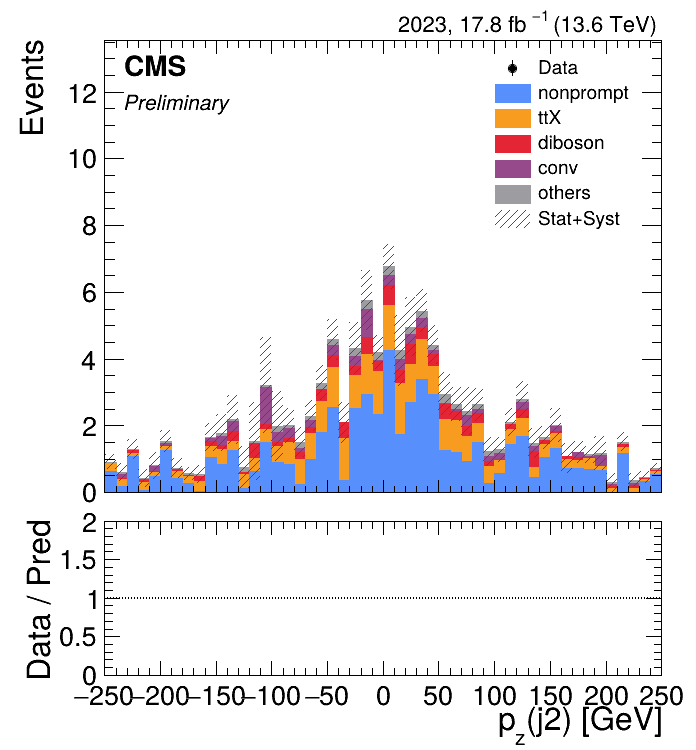 2023, 17.8 fb⁻¹ (13.6 TeV)
Events
CMS
Preliminary
Data
nonprompt
ttX
diboson
conv
others
Stat+Syst
12
10
8
6
4
2
0
Data / Pred
2
1.5
1
0.5
0
−250 −200 −150 −100 −50 0 50 100 150 200 250
p_z(j2) [GeV]